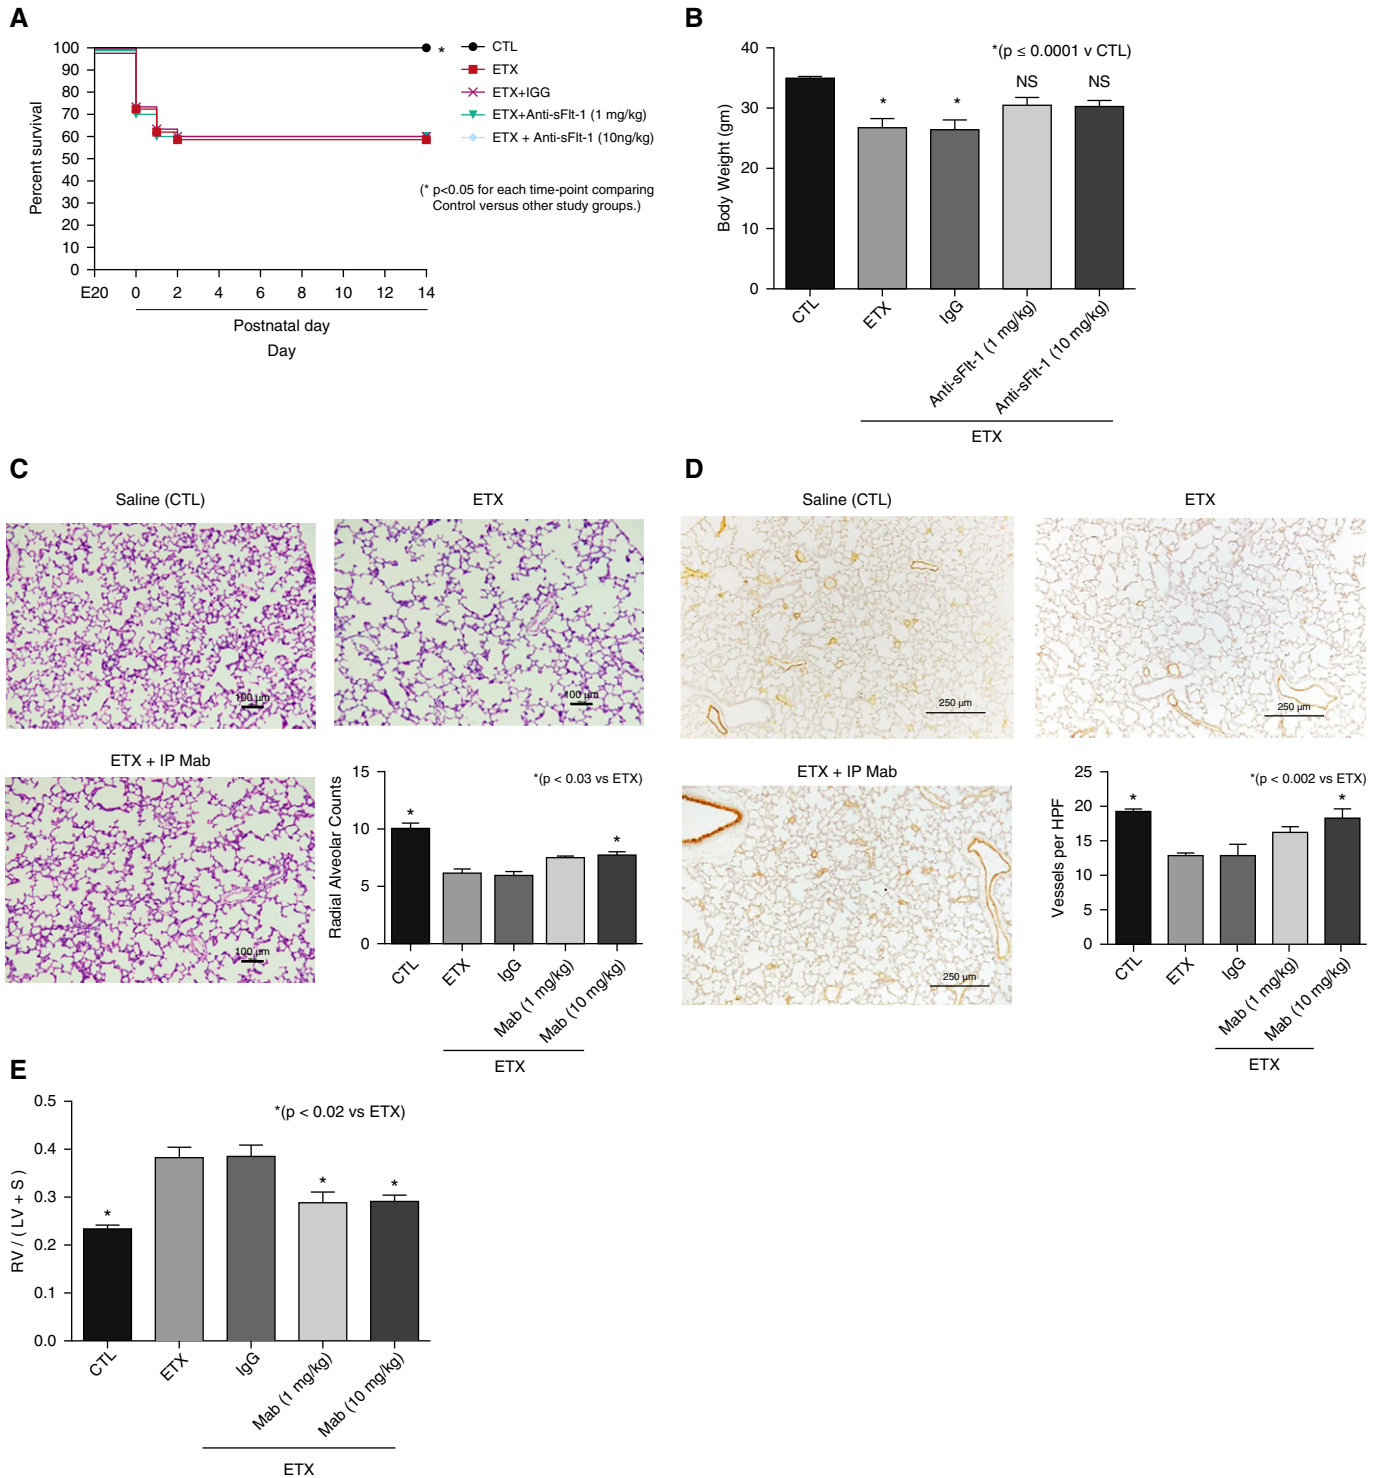 A
100
90
80
70
60
50
40
30
20
10
0
Percent survival
E20 0 2 4 6 8 10 12 14
Postnatal day
Day
*
CTL
ETX
ETX+IGG
ETX+Anti-sFlt-1 (1 mg/kg)
ETX + Anti-sFlt-1 (10ng/kg)
(* p<0.05 for each time-point comparing
Control versus other study groups.)
B
*(p ≤ 0.0001 v CTL)
40
30
20
10
0
Body Weight (gm)
* * NS NS
CTL
ETX
IgG
Anti-sFlt-1 (1 mg/kg)
Anti-sFlt-1 (10 mg/kg)
ETX
C
Saline (CTL)
100 µm
ETX
100 µm
ETX + IP Mab
100 µm
*(p < 0.03 vs ETX)
15
10
5
0
Radial Alveolar Counts
* *
CTL
ETX
IgG
Mab (1 mg/kg)
Mab (10 mg/kg)
ETX
D
Saline (CTL)
250 µm
ETX
250 µm
ETX + IP Mab
250 µm
*(p < 0.002 vs ETX)
25
20
15
10
5
0
Vessels per HPF
* *
CTL
ETX
IgG
Mab (1 mg/kg)
Mab (10 mg/kg)
ETX
E
*(p < 0.02 vs ETX)
0.5
0.4
0.3
0.2
0.1
0.0
RV / ( LV + S )
* * *
CTL
ETX
IgG
Mab (1 mg/kg)
Mab (10 mg/kg)
ETX